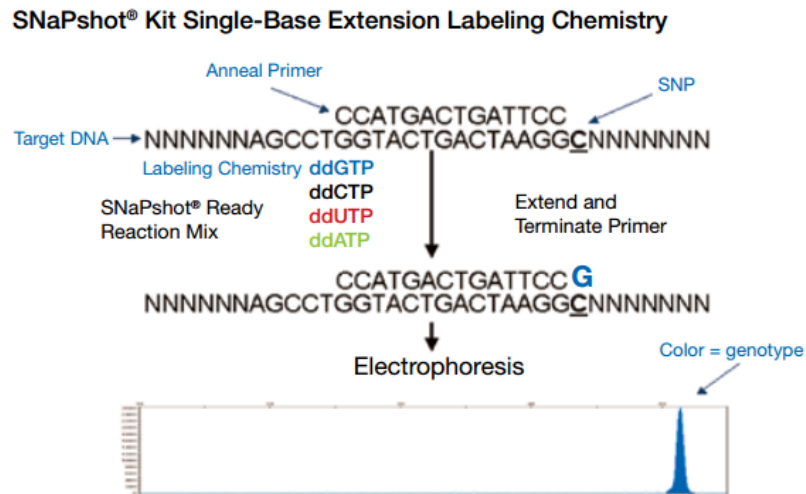 SNaPshot® Kit Single-Base Extension Labeling Chemistry
Anneal Primer
SNP
CCATGACTGATTCC
Target DNA
NNNNNNAGCCTGGTACTGACTAAGGCNNNNNNN
Labeling Chemistry ddGTP
ddCTP
ddUTP
ddATP
SNaPshot® Ready
Reaction Mix
Extend and
Terminate Primer
CCATGACTGATTCC G
NNNNNNAGCCTGGTACTGACTAAGGCNNNNNNN
Electrophoresis
Color = genotype